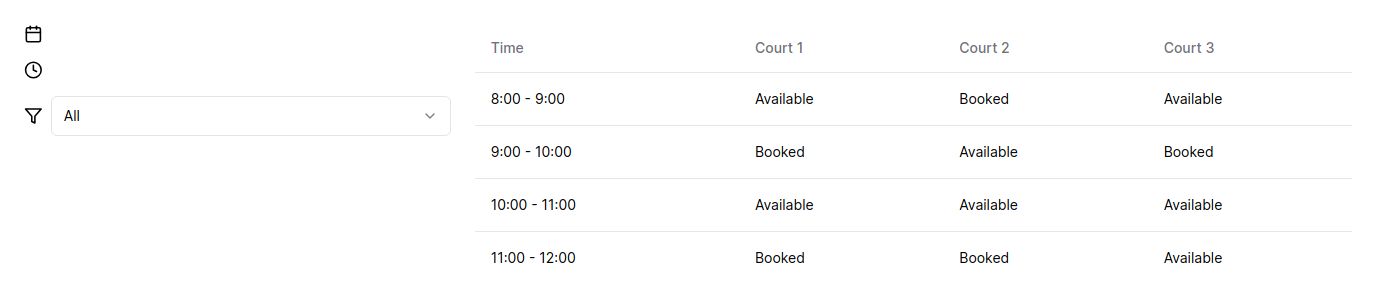 All
Time Court 1 Court 2 Court 3
8:00 - 9:00 Available Booked Available
9:00 - 10:00 Booked Available Booked
10:00 - 11:00 Available Available Available
11:00 - 12:00 Booked Booked Available